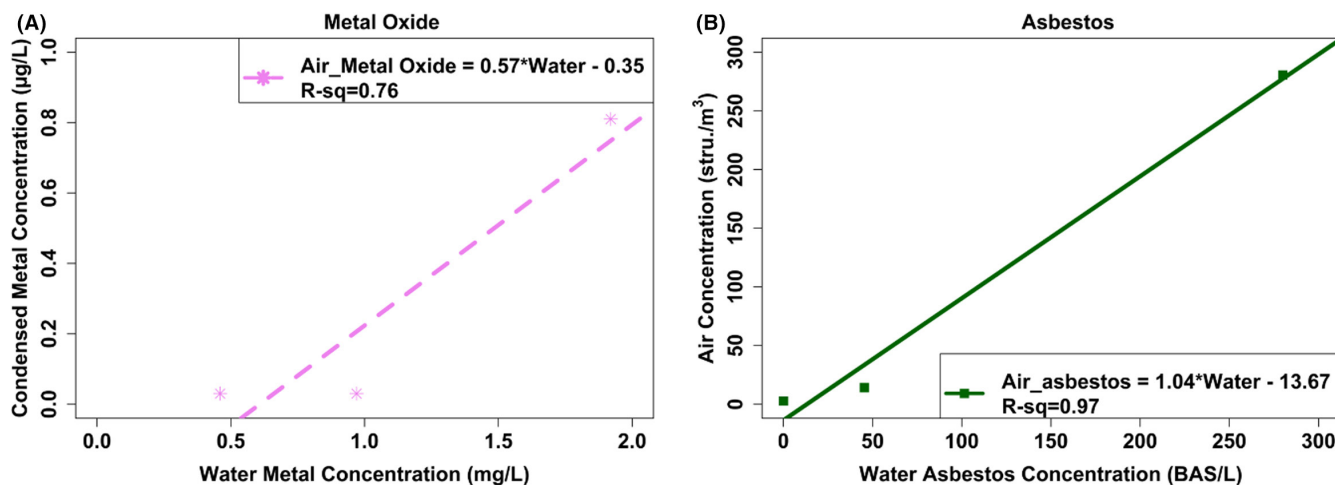 (A)
Metal Oxide
Condensed Metal Concentration (µg/L)
1.0
0.8
0.6
0.4
0.2
0.0
Air_Metal Oxide = 0.57*Water - 0.35
R-sq=0.76
0.0 0.5 1.0 1.5 2.0
Water Metal Concentration (mg/L)
(B)
Asbestos
Air Concentration (stru./m³)
300
250
200
150
100
50
0
Air_asbestos = 1.04*Water - 13.67
R-sq=0.97
0 50 100 150 200 250 300
Water Asbestos Concentration (BAS/L)